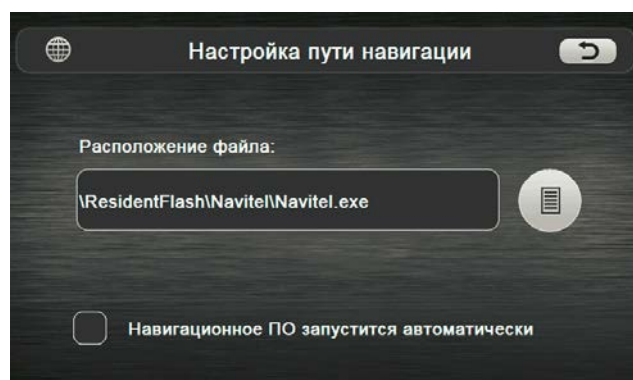 Настройка пути навигации
Расположение файла:
\ResidentFlash\Navitel\Navitel.exe
Навигационное ПО запустится автоматически